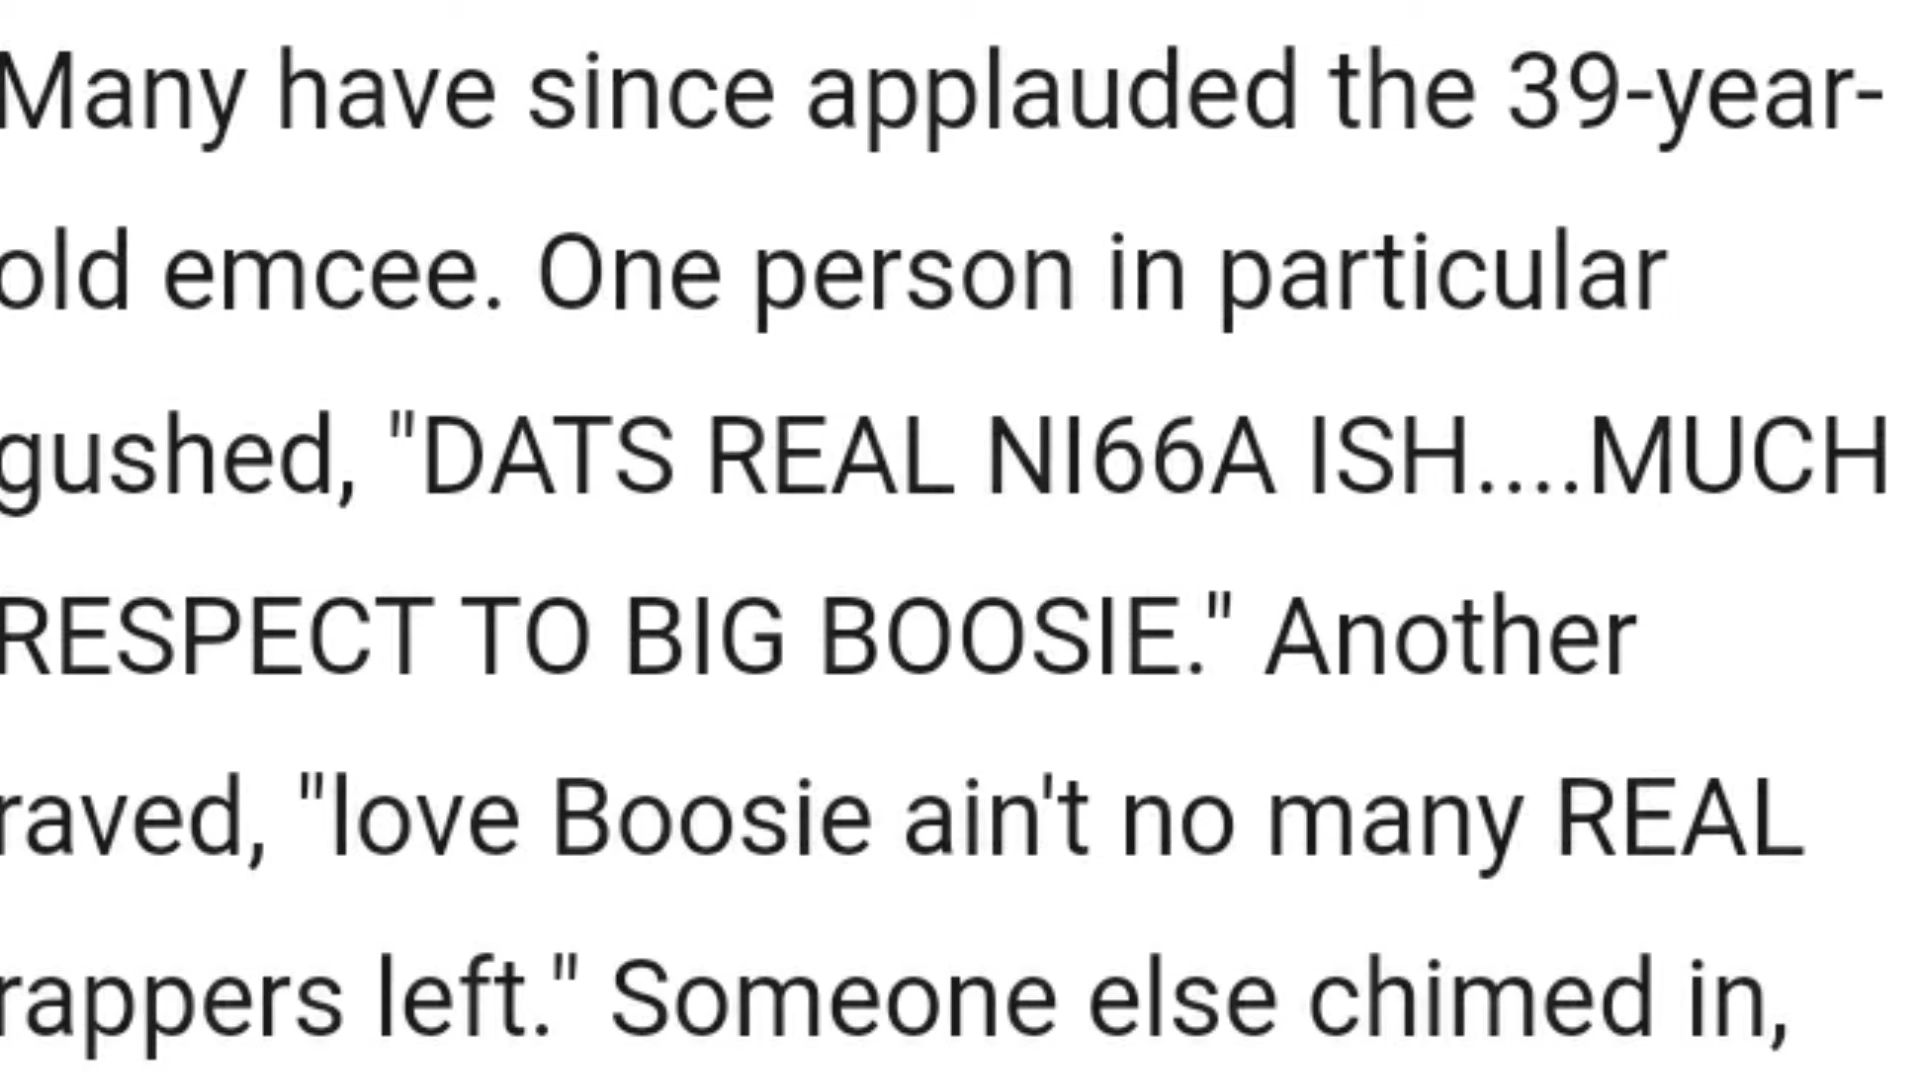 Many have since applauded the 39-year-
old emcee. One person in particular
gushed, "DATS REAL NI66A ISH....MUCH
RESPECT TO BIG BOOSIE." Another
raved, "love Boosie ain't no many REAL
rappers left." Someone else chimed in,